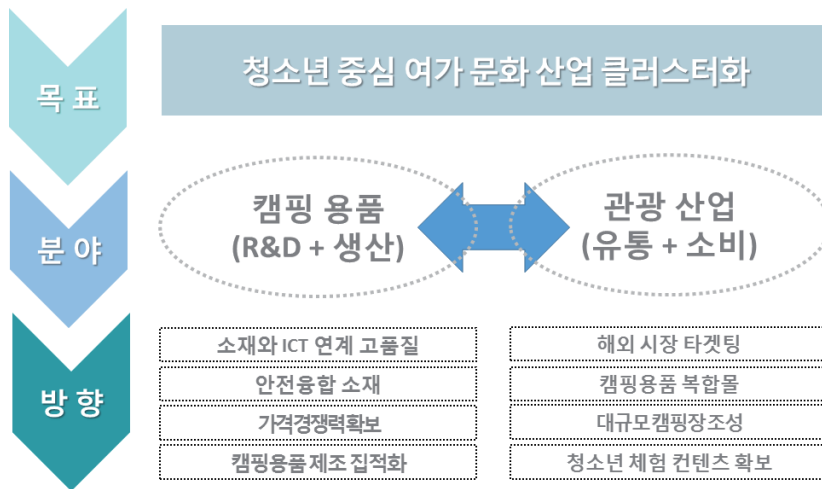 목 표
청소년 중심 여가 문화 산업 클러스터화
분 야
캠핑 용품
(R&D + 생산)
관광 산업
(유통 + 소비)
방 향
소재와 ICT 연계 고품질
안전융합 소재
가격경쟁력확보
캠핑용품 제조 집적화
해외 시장 타겟팅
캠핑용품 복합몰
대규모캠핑장조성
청소년 체험 컨텐츠 확보